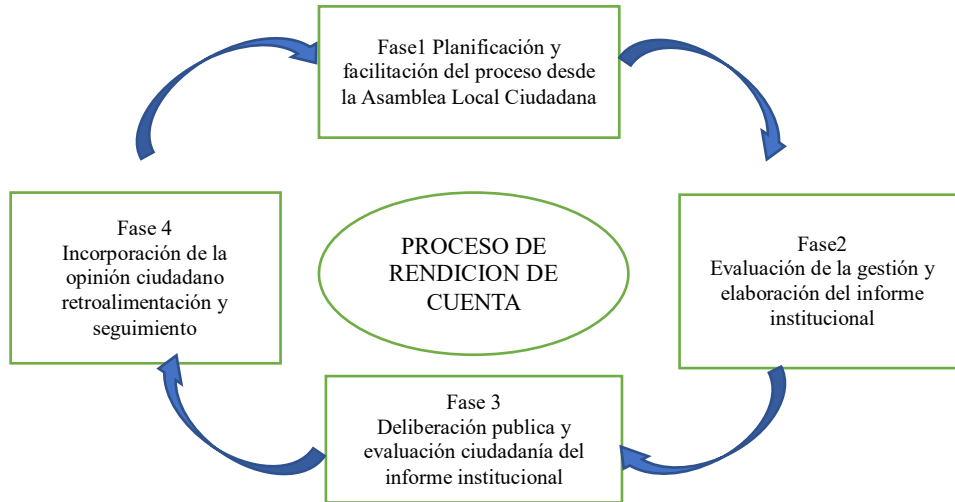 Fase1 Planificación y
facilitación del proceso desde
la Asamblea Local Ciudadana
Fase 4
Incorporación de la
opinión ciudadano
retroalimentación y
seguimiento
PROCESO DE
RENDICION DE
CUENTA
Fase2
Evaluación de la gestión y
elaboración del informe
institucional
Fase 3
Deliberación publica y
evaluación ciudadanía del
informe institucional